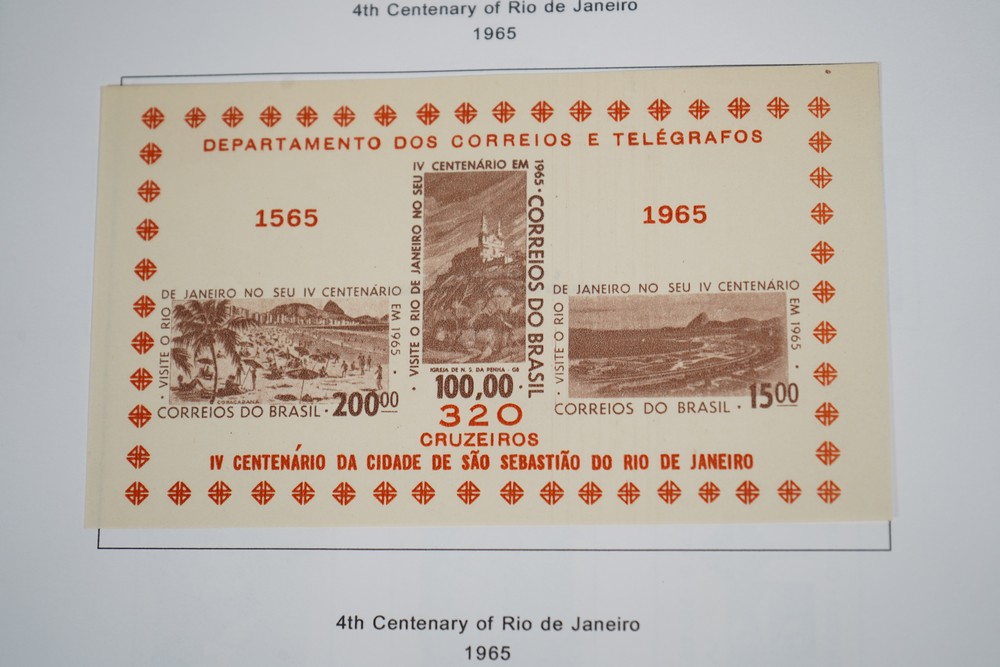 4th Centenary of Rio de Janeiro
1965
DEPARTAMENTO DOS CORREIOS E TELÉGRAFOS
1565
1965
VISITE O RIO DE JANEIRO NO SEU IV CENTENÁRIO EM 1965
COPACABANA
CORREIOS DO BRASIL · 200,00
VISITE O RIO DE JANEIRO NO SEU IV CENTENÁRIO EM 1965 · CORREIOS DO BRASIL
IGREJA DE N. S. DA PENHA - GB
100,00
VISITE O RIO DE JANEIRO NO SEU IV CENTENÁRIO EM 1965
CORREIOS DO BRASIL · 15,00
320
CRUZEIROS
IV CENTENÁRIO DA CIDADE DE SÃO SEBASTIÃO DO RIO DE JANEIRO
4th Centenary of Rio de Janeiro
1965